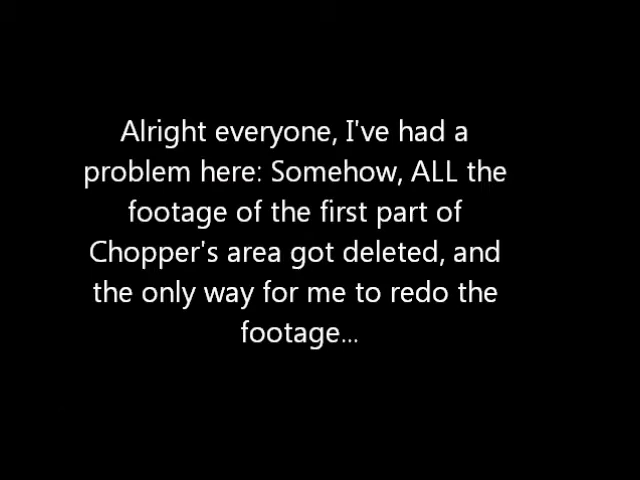 Alright everyone, I've had a
problem here: Somehow, ALL the
footage of the first part of
Chopper's area got deleted, and
the only way for me to redo the
footage...